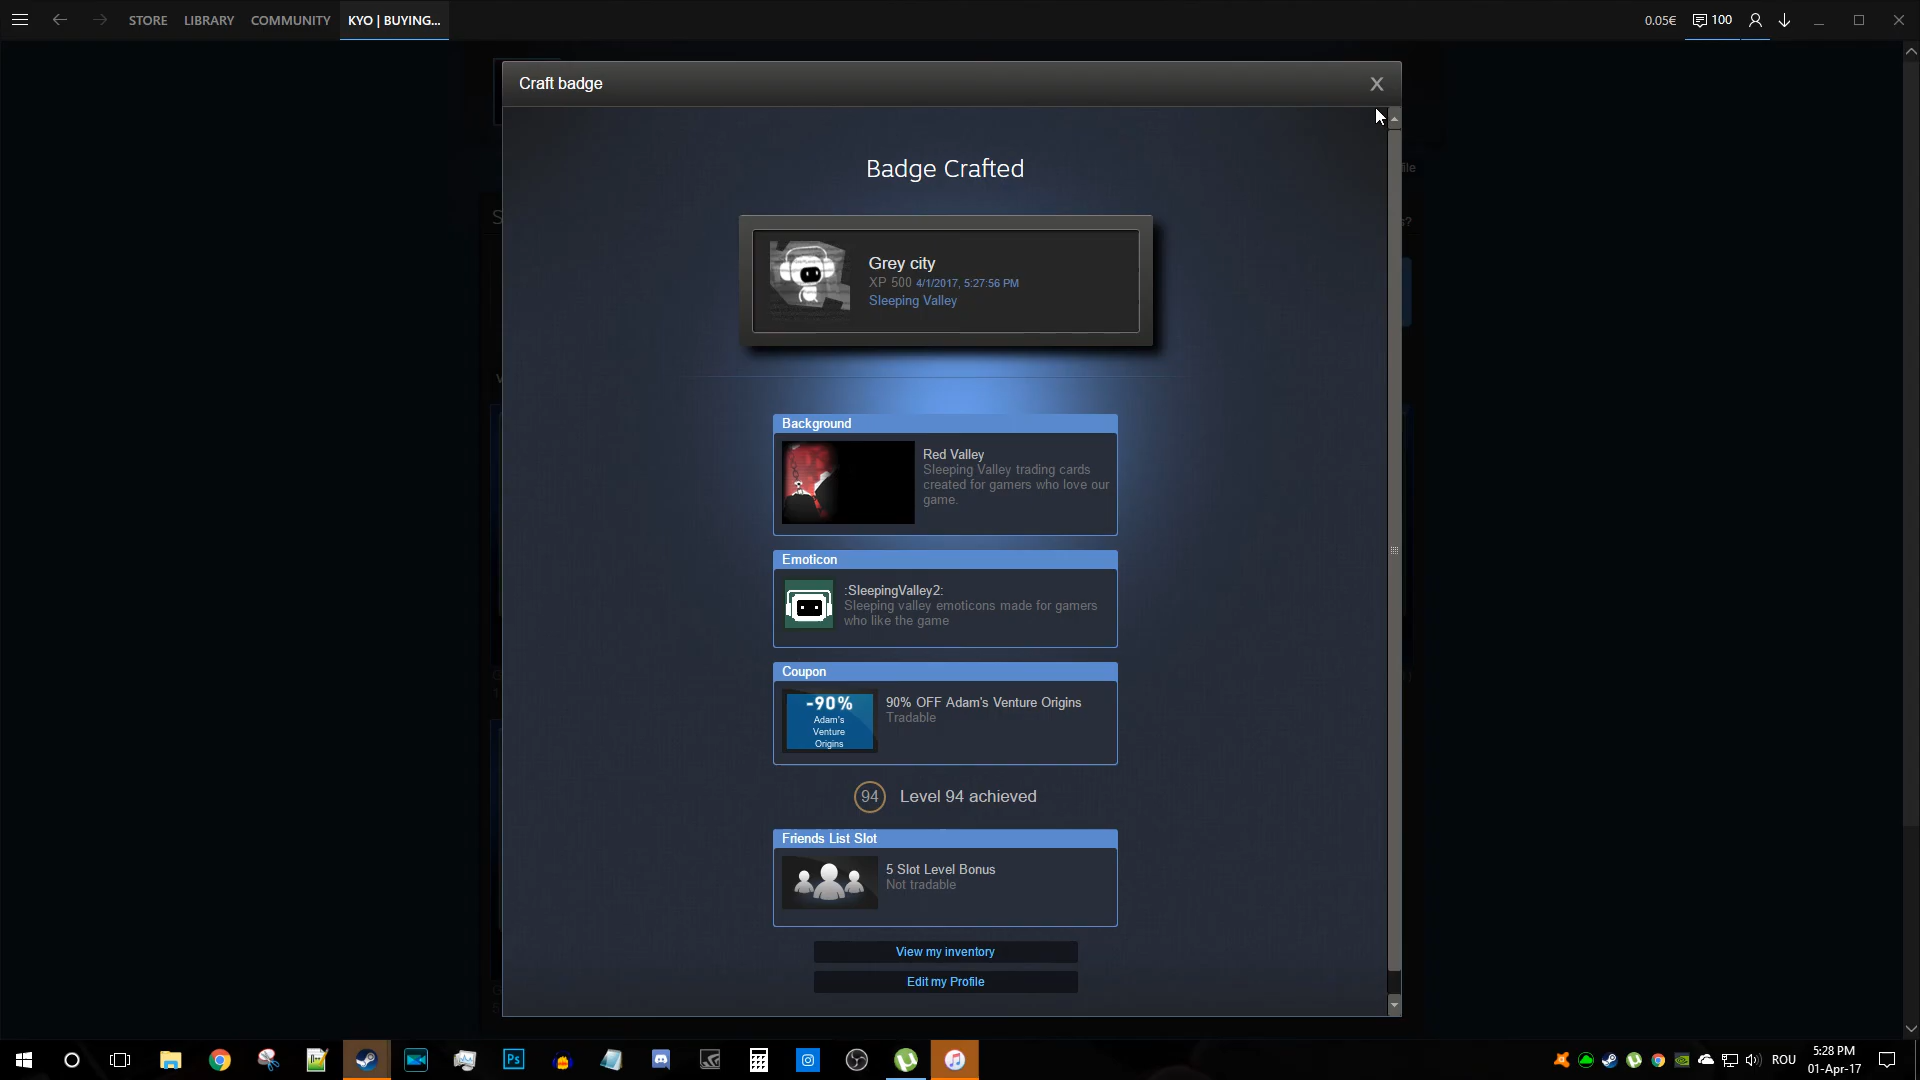 STORE LIBRARY COMMUNITY KYO | BUYING... 0.05€ 100
Craft badge X
Badge Crafted
Grey city
XP 500 4/1/2017, 5:27:56 PM
Sleeping Valley
Background
Red Valley
Sleeping Valley trading cards
created for gamers who love our
game.
Emoticon
:SleepingValley2:
Sleeping valley emoticons made for gamers
who like the game
Coupon
-90%
Adam's
Venture
Origins
90% OFF Adam's Venture Origins
Tradable
94 Level 94 achieved
Friends List Slot
5 Slot Level Bonus
Not tradable
View my inventory
Edit my Profile
Ps
ROU
5:28 PM
01-Apr-17